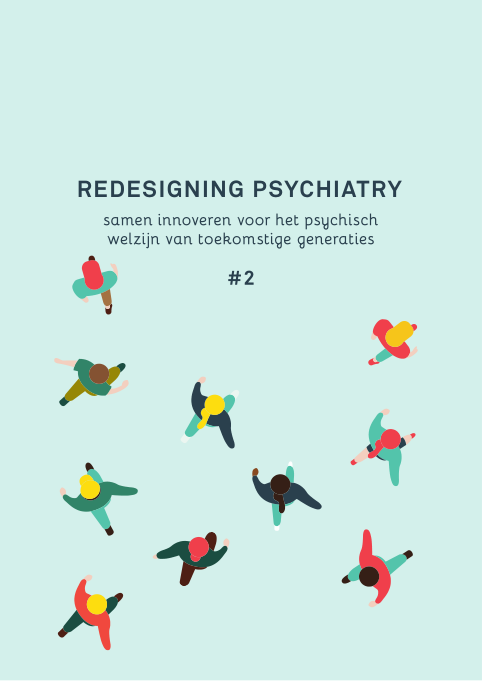 REDESIGNING PSYCHIATRY
samen innoveren voor het psychisch
welzijn van toekomstige generaties
#2